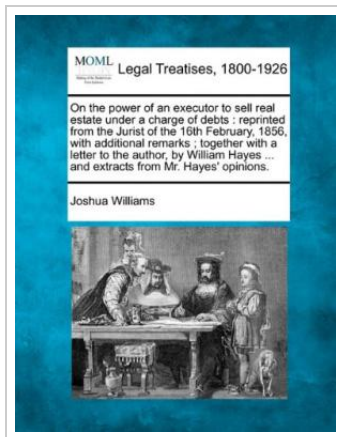 MOML
Legal Treatises, 1800-1926
On the power of an executor to sell real
estate under a charge of debts : reprinted
from the Jurist of the 16th February, 1856,
with additional remarks ; together with a
letter to the author, by William Hayes ...
and extracts from Mr. Hayes' opinions.
Joshua Williams